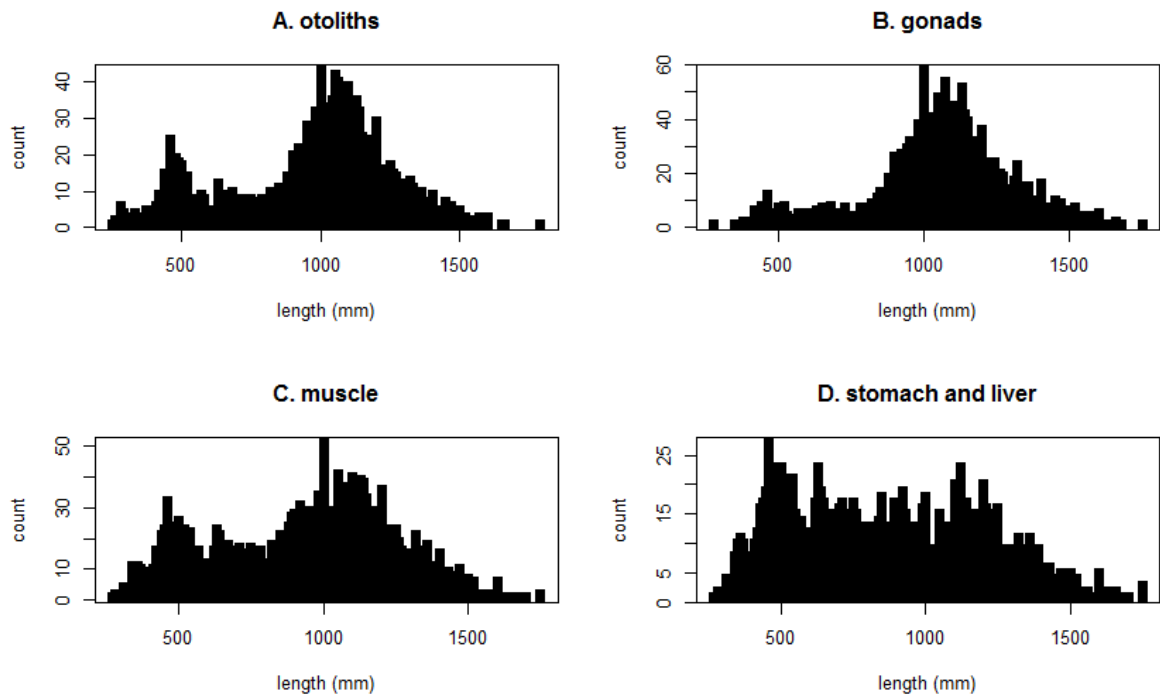 A. otoliths
count
0 10 20 30 40
500 1000 1500
length (mm)
B. gonads
count
0 20 40 60
500 1000 1500
length (mm)
C. muscle
count
0 10 30 50
500 1000 1500
length (mm)
D. stomach and liver
count
0 5 15 25
500 1000 1500
length (mm)